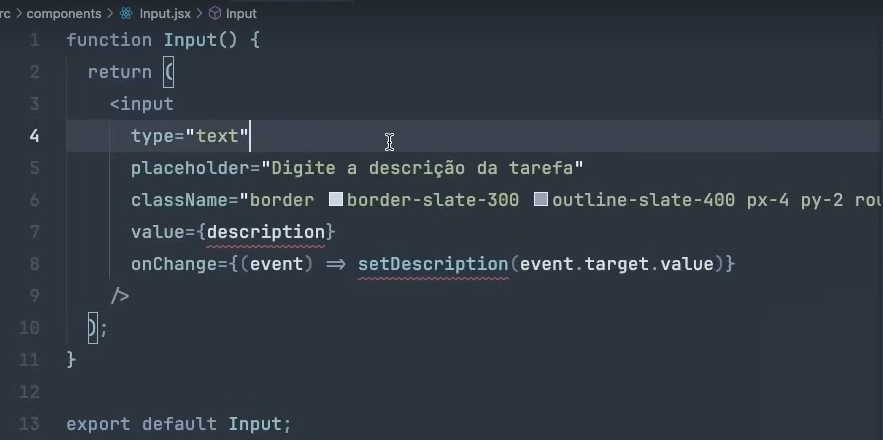 rc > components > Input.jsx > Input
1 function Input() {
2 return (
3 <input
4 type="text"
5 placeholder="Digite a descrição da tarefa"
6 className="border border-slate-300 outline-slate-400 px-4 py-2 rou
7 value={description}
8 onChange={(event) => setDescription(event.target.value)}
9 />
10 );
11 }
12
13 export default Input;